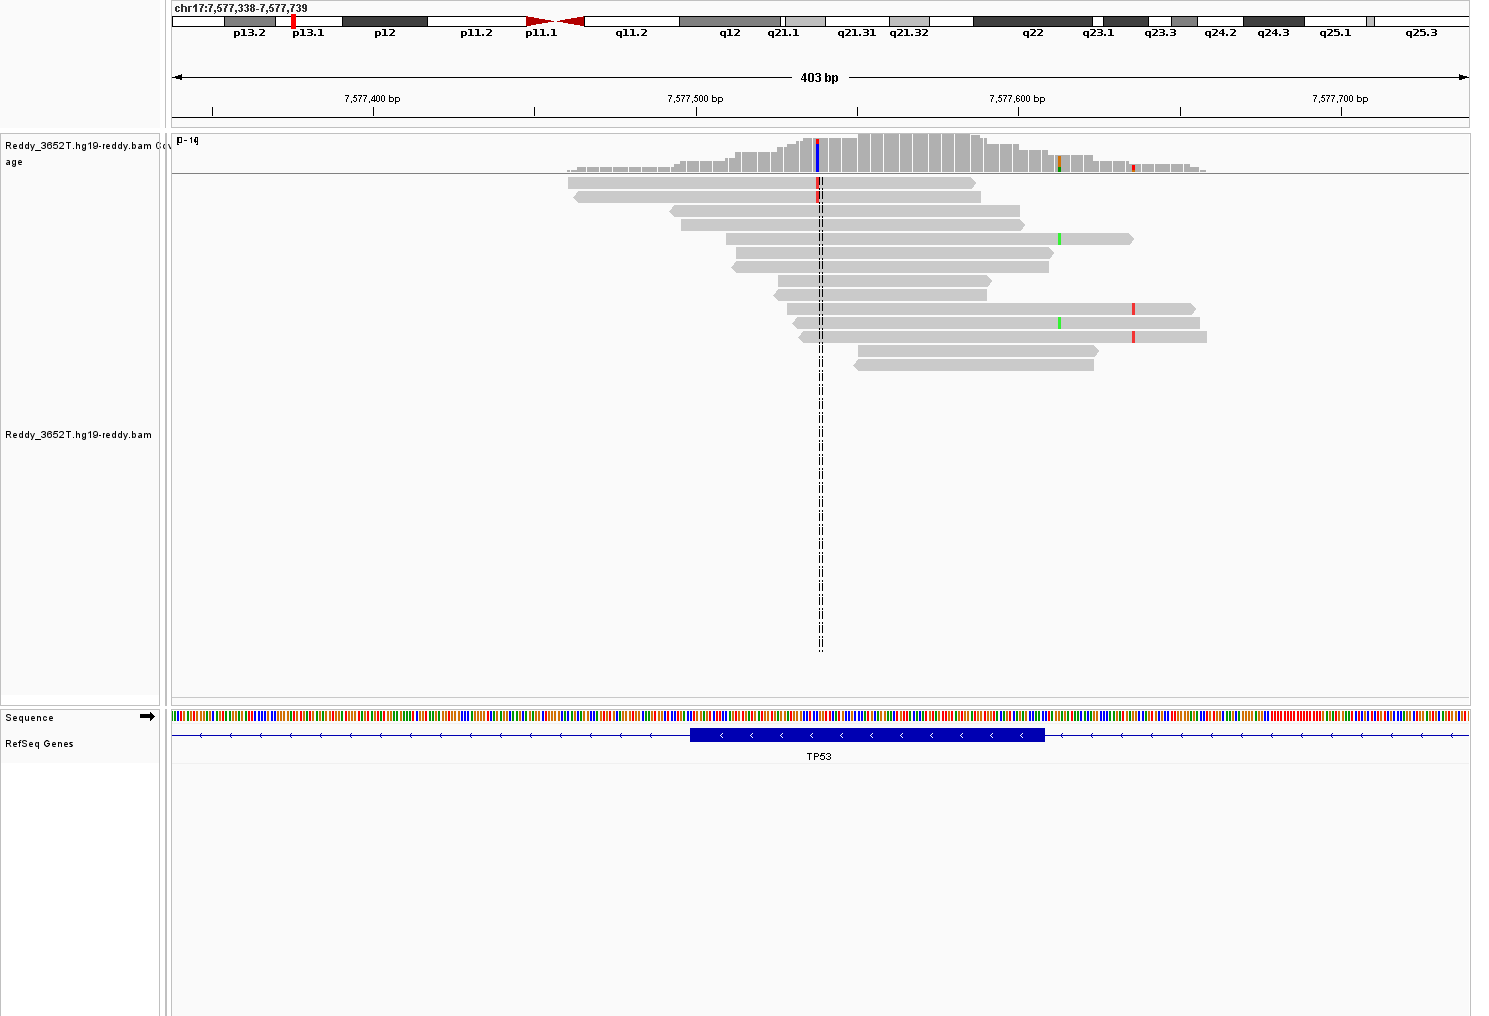 chr17:7,577,338-7,577,739
p13.2 p13.1 p12 p11.2 p11.1 q11.2 q12 q21.1 q21.31 q21.32 q22 q23.1 q23.3 q24.2 q24.3 q25.1 q25.3
403 bp
7,577,400 bp 7,577,500 bp 7,577,600 bp 7,577,700 bp
Reddy_3652T.hg19-reddy.bam Cov
age
Reddy_3652T.hg19-reddy.bam
Sequence
RefSeq Genes
TP53